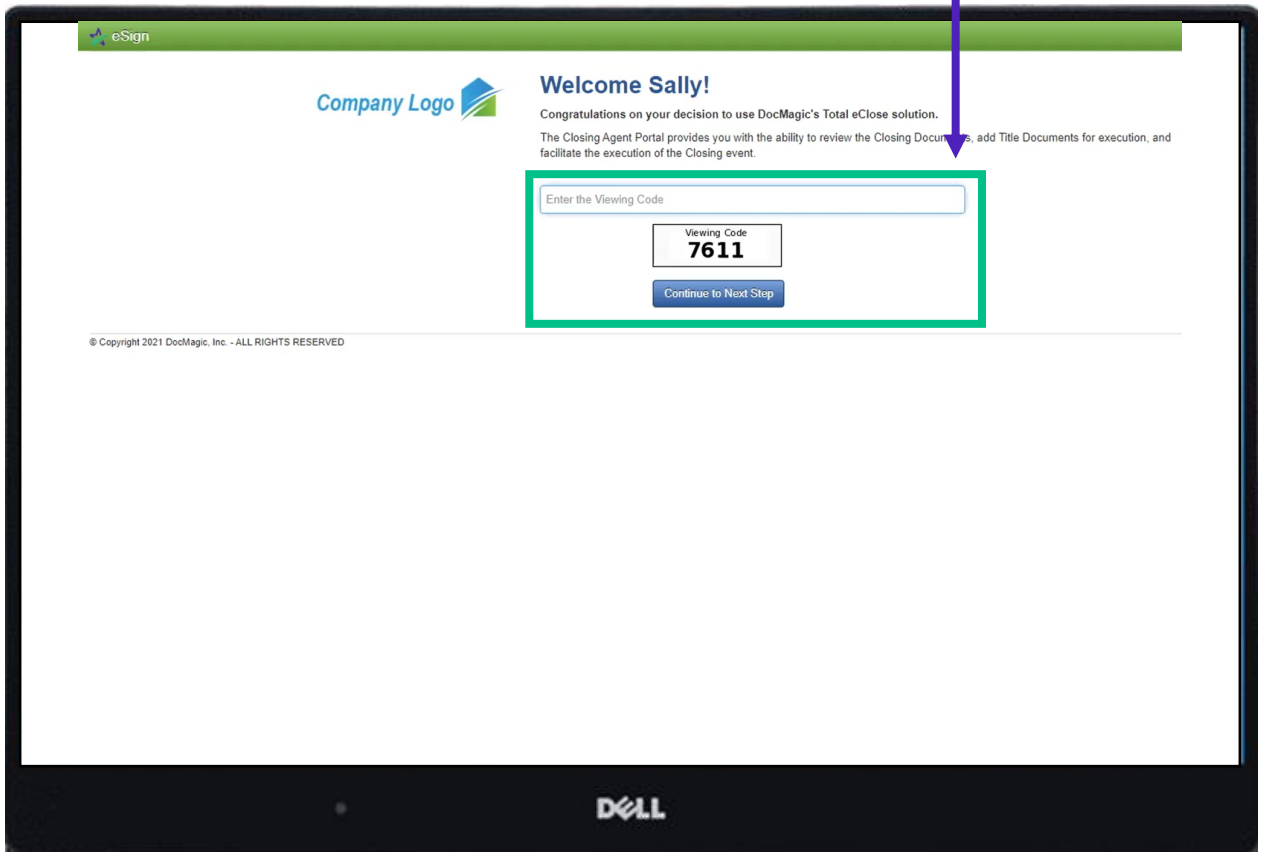 eSign
Company Logo
Welcome Sally!
Congratulations on your decision to use DocMagic's Total eClose solution.
The Closing Agent Portal provides you with the ability to review the Closing Documents, add Title Documents for execution, and
facilitate the execution of the Closing event.
Enter the Viewing Code
Viewing Code
7611
Continue to Next Step
© Copyright 2021 DocMagic, Inc. - ALL RIGHTS RESERVED
DELL